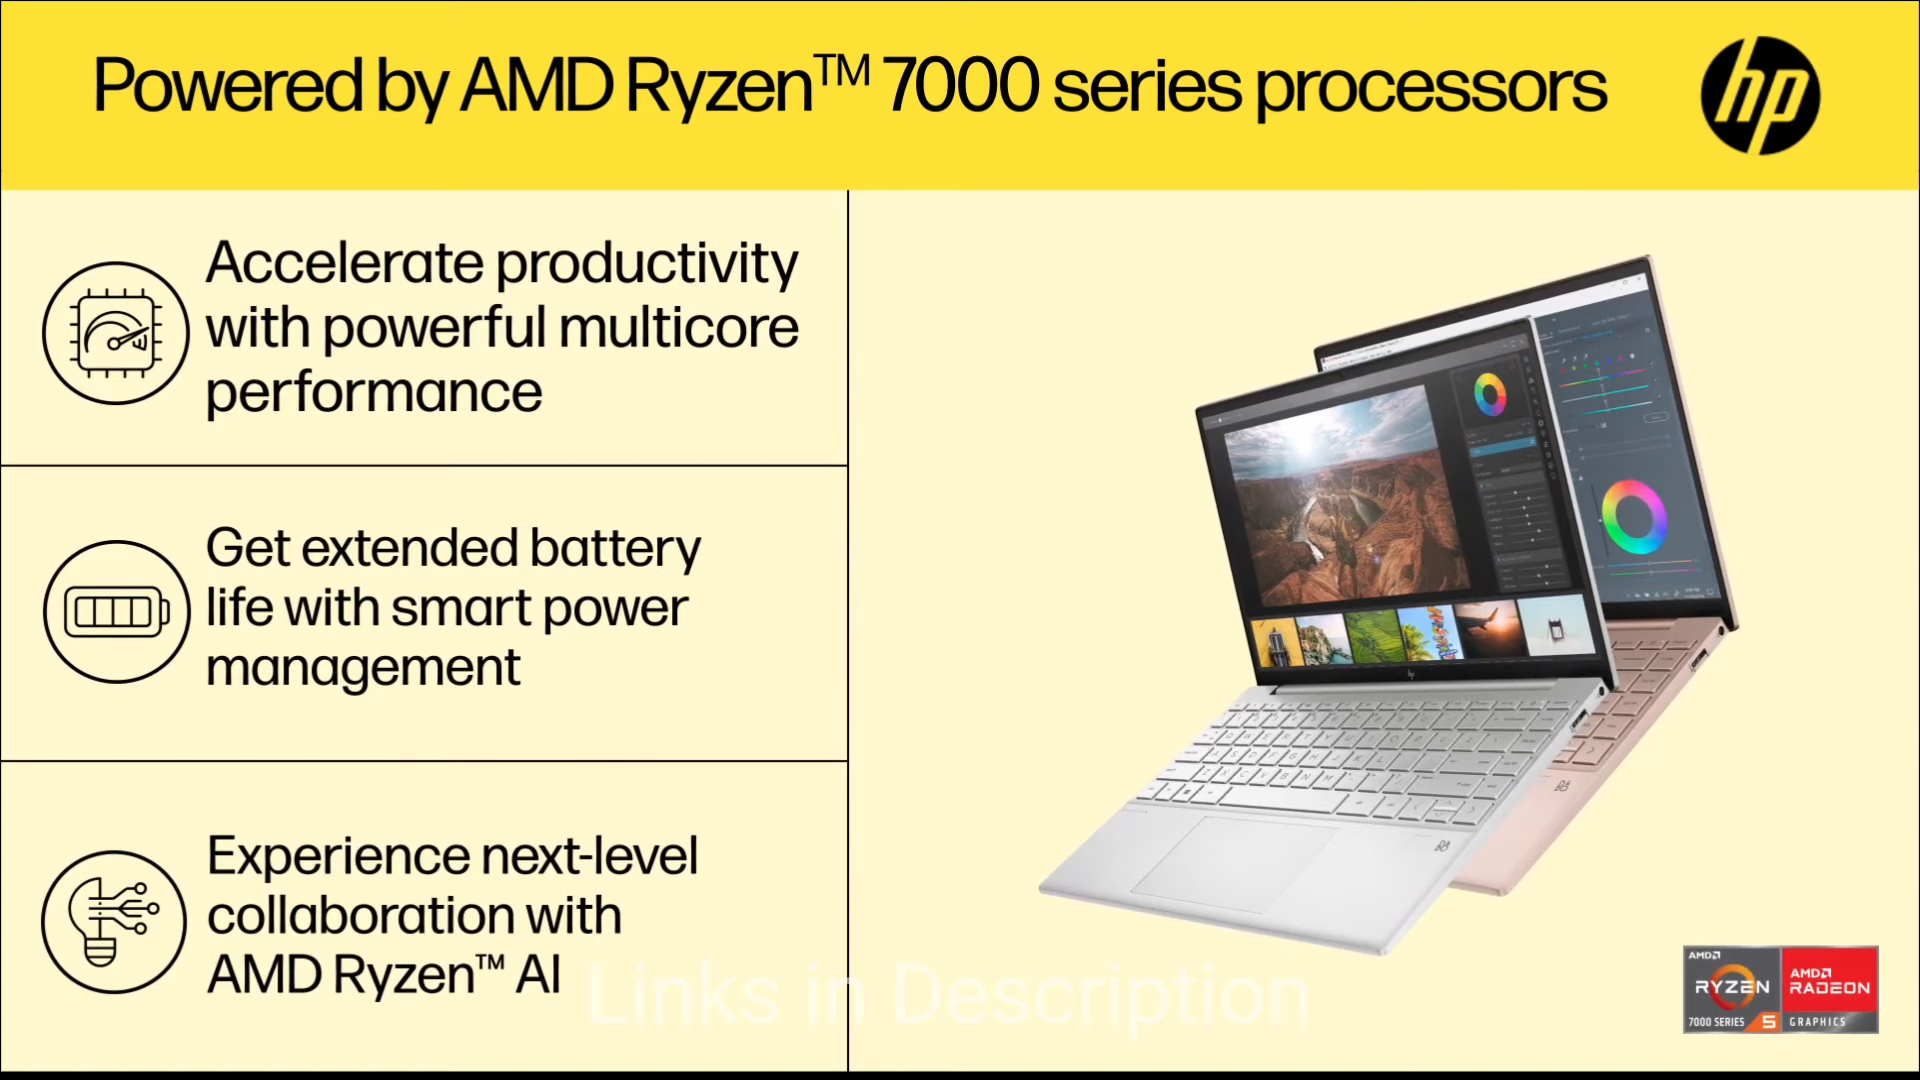 Powered by AMD Ryzen™ 7000 series processors
hp
Accelerate productivity
with powerful multicore
performance
Get extended battery
life with smart power
management
Experience next-level
collaboration with
AMD Ryzen™ AI
Links in Description
AMD
RYZEN
7000 SERIES 5
AMD
RADEON
GRAPHICS